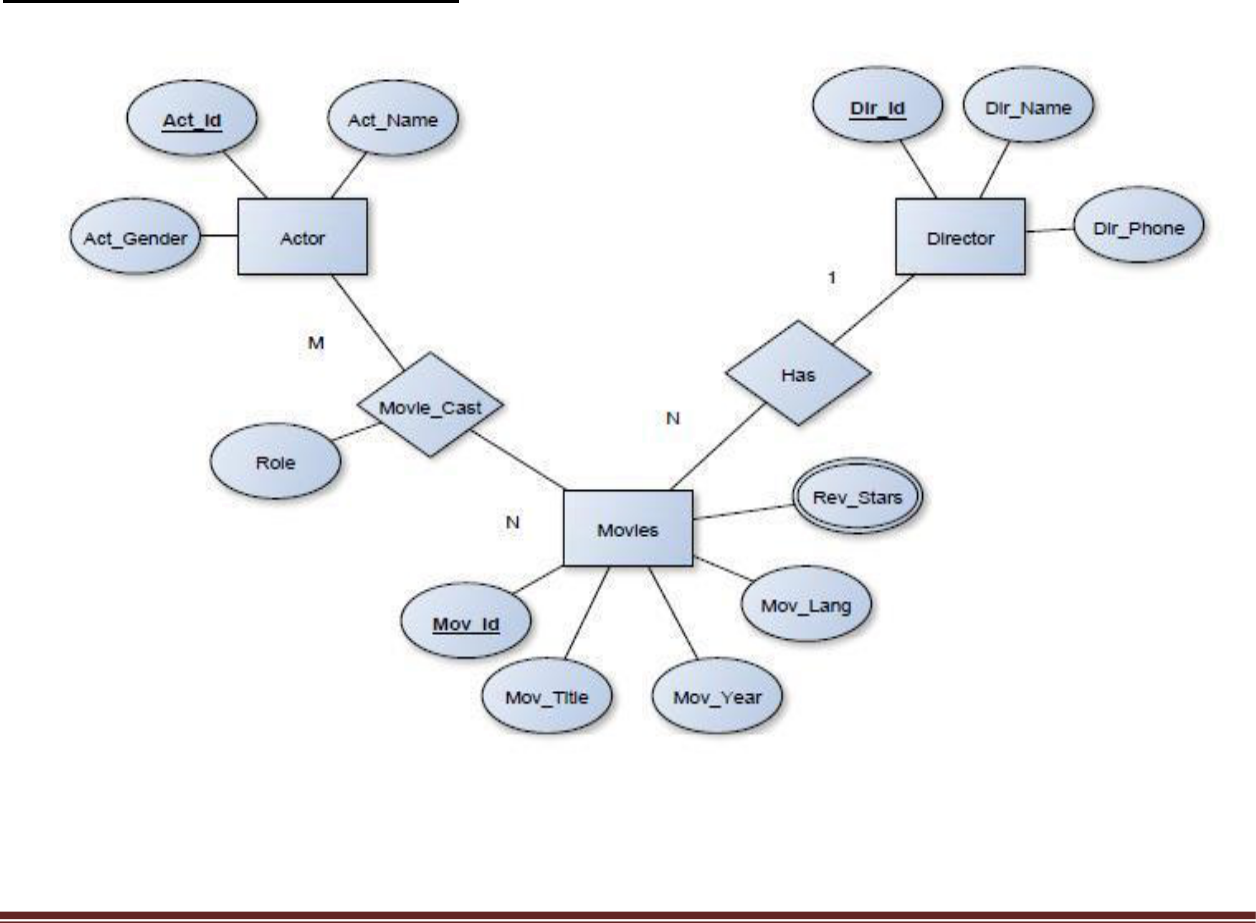 Act_Id
Act_Name
Dir_Id
Dir_Name
Act_Gender
Actor
Director
Dir_Phone
1
M
Has
Movie_Cast
N
Role
Rev_Stars
N
Movies
Mov_Lang
Mov_Id
Mov_Title
Mov_Year